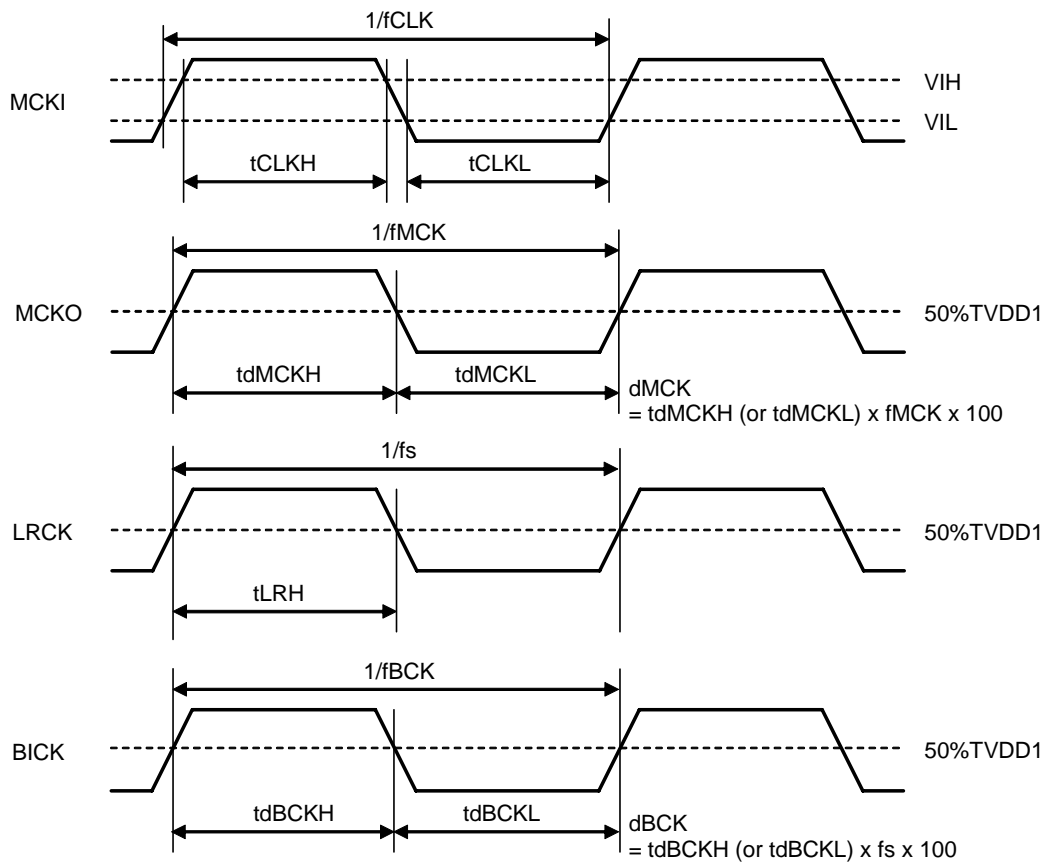 1/fCLK
MCKI
VIH
VIL
tCLKH
tCLKL
1/fMCK
MCKO
50%TVDD1
tdMCKH
tdMCKL
dMCK
= tdMCKH (or tdMCKL) x fMCK x 100
1/fs
LRCK
50%TVDD1
tLRH
1/fBCK
BICK
50%TVDD1
tdBCKH
tdBCKL
dBCK
= tdBCKH (or tdBCKL) x fs x 100